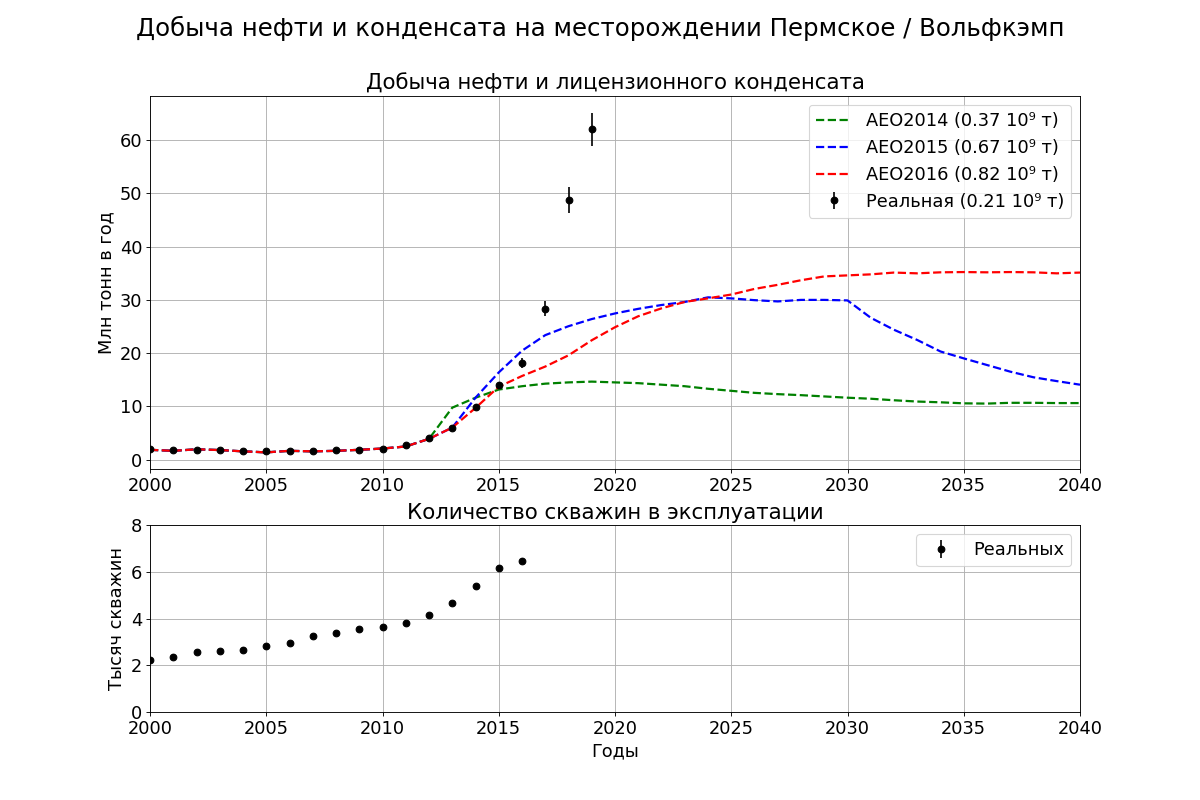 Добыча нефти и конденсата на месторождении Пермское / Вольфкэмп
Добыча нефти и лицензионного конденсата
Млн тонн в год
60
50
40
30
20
10
0
AEO2014 (0.37 10⁹ т)
AEO2015 (0.67 10⁹ т)
AEO2016 (0.82 10⁹ т)
Реальная (0.21 10⁹ т)
2000 2005 2010 2015 2020 2025 2030 2035 2040
Количество скважин в эксплуатации
Тысяч скважин
8
6
4
2
0
Реальных
2000 2005 2010 2015 2020 2025 2030 2035 2040
Годы